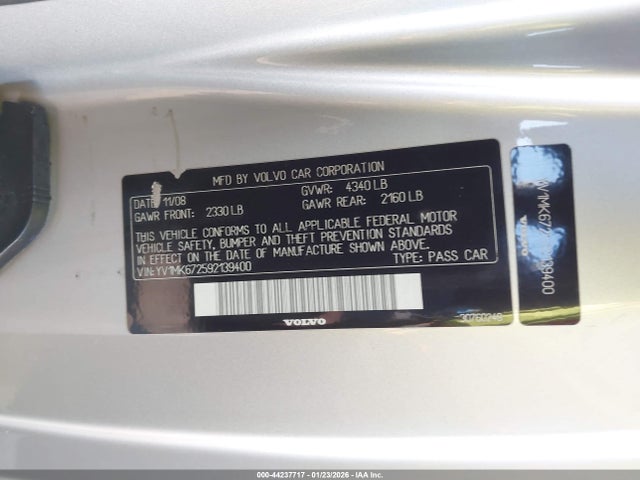 MFD BY VOLVO CAR CORPORATION
DATE: 11/08 GVWR: 4340 LB
GAWR FRONT: 2330 LB GAWR REAR: 2160 LB
THIS VEHICLE CONFORMS TO ALL APPLICABLE FEDERAL MOTOR
VEHICLE SAFETY, BUMPER AND THEFT PREVENTION STANDARDS
IN EFFECT ON THE DATE OF MANUFACTURE SHOWN ABOVE.
VIN: YV1MK672592139400 TYPE: PASS CAR
VOLVO
VOLVO
000-44237717 - 01/23/2026 - IAA Inc.